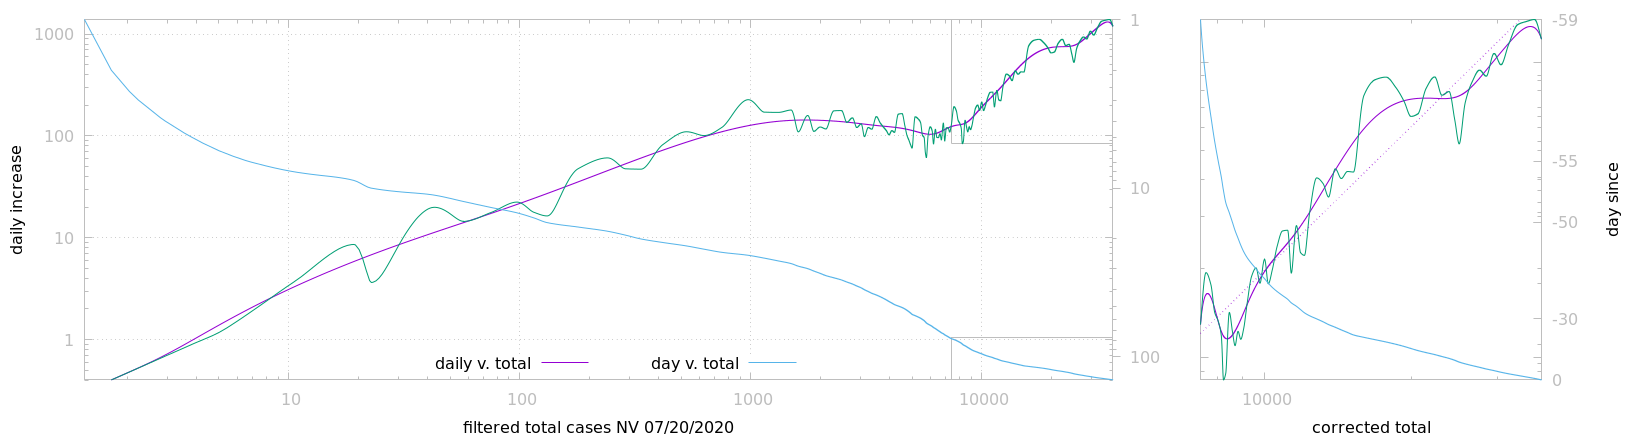 1000
100
10
1
daily increase
10
100
1000
10000
filtered total cases NV 07/20/2020
daily v. total
day v. total
1
10
100
10000
corrected total
-59
-55
-50
-30
0
day since